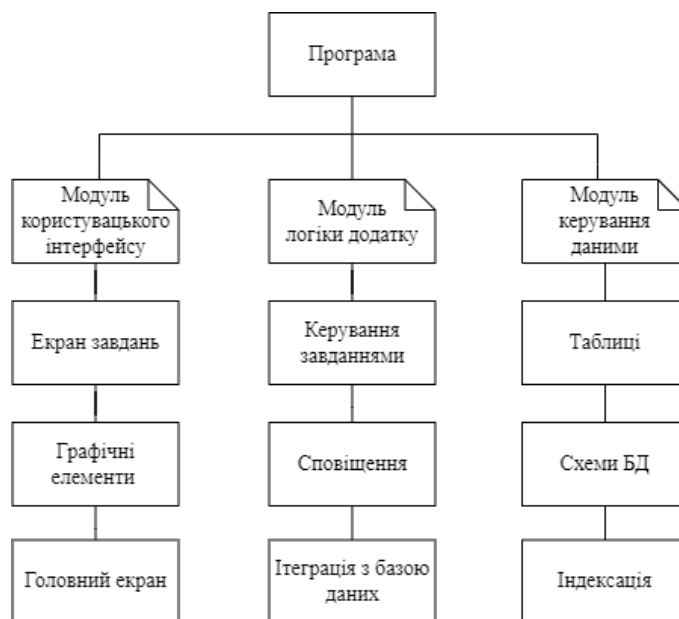 Програма
Модуль
користувацького
інтерфейсу
Модуль
логіки додатку
Модуль
керування
даними
Екран завдань
Керування
завданнями
Таблиці
Графічні
елементи
Сповіщення
Схеми БД
Головний екран
Ітеграція з базою
даних
Індексація